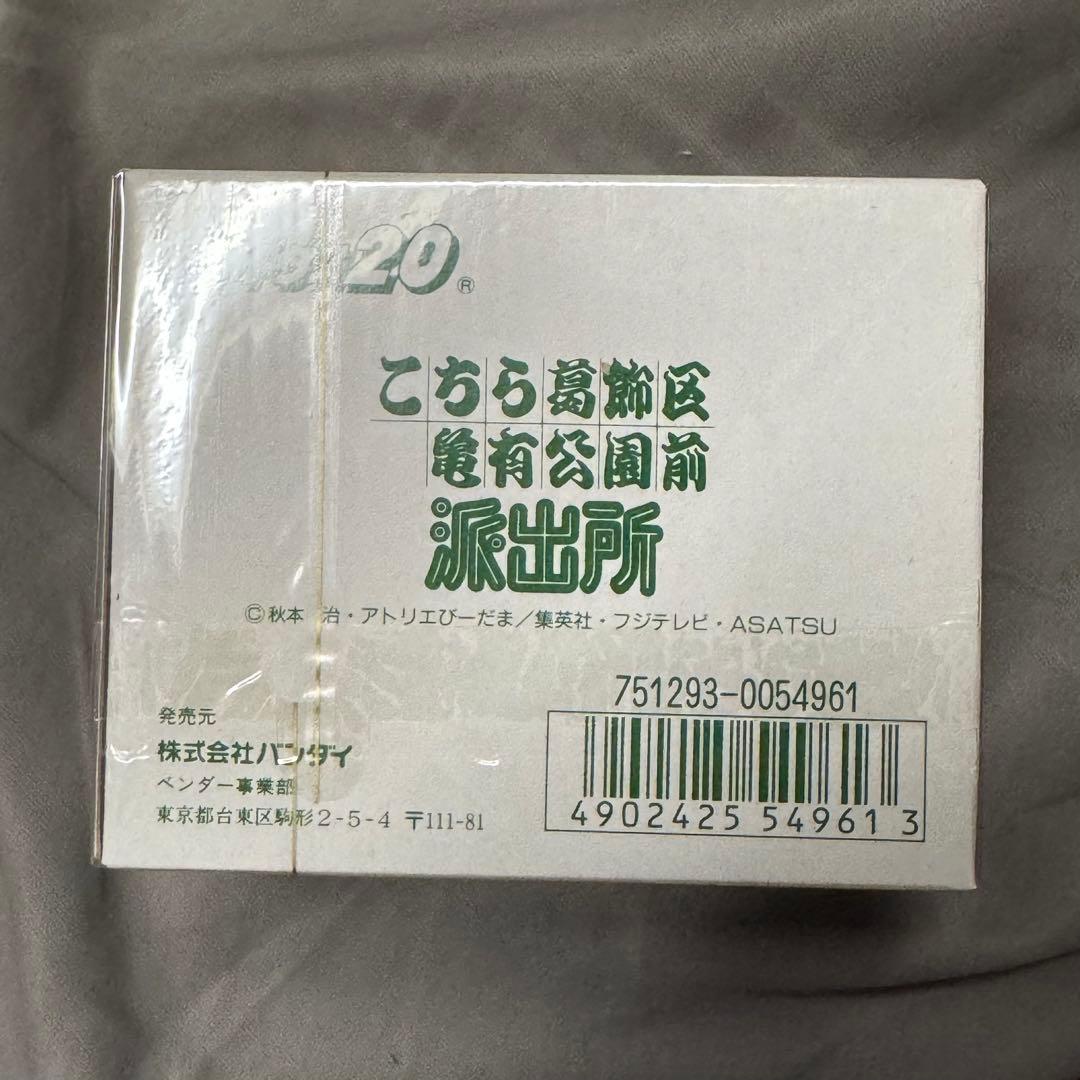 20®
こちら葛飾区
亀有公園前
派出所
©秋本 治・アトリエびーだま／集英社・フジテレビ・ASATSU
751293-0054961
発売元
株式会社バンダイ
ベンダー事業部
東京都台東区駒形2-5-4 〒111-81
4902425 549613